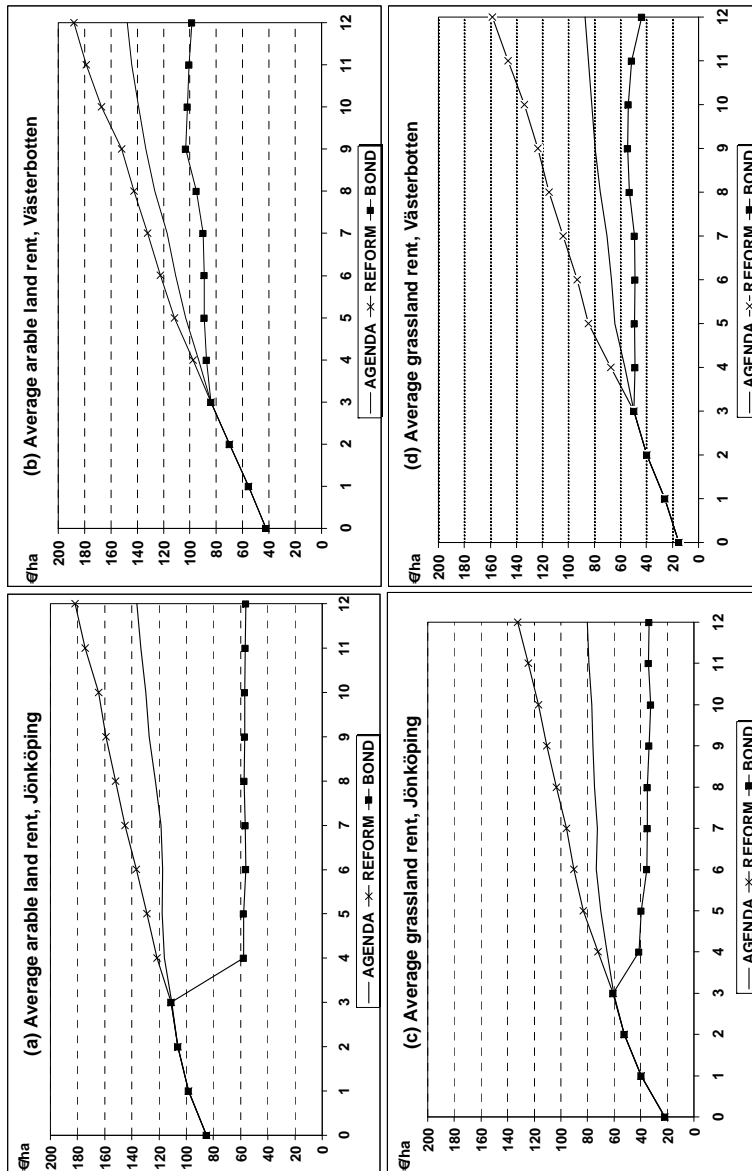 (a) Average arable land rent, Jönköping
€/ha
200
180
160
140
120
100
80
60
40
20
0
0 1 2 3 4 5 6 7 8 9 10 11 12
AGENDA REFORM BOND
(b) Average arable land rent, Västerbotten
€/ha
200
180
160
140
120
100
80
60
40
20
0
0 1 2 3 4 5 6 7 8 9 10 11 12
AGENDA REFORM BOND
(c) Average grassland rent, Jönköping
€/ha
200
180
160
140
120
100
80
60
40
20
0
0 1 2 3 4 5 6 7 8 9 10 11 12
AGENDA REFORM BOND
(d) Average grassland rent, Västerbotten
€/ha
200
180
160
140
120
100
80
60
40
20
0
0 1 2 3 4 5 6 7 8 9 10 11 12
AGENDA REFORM BOND